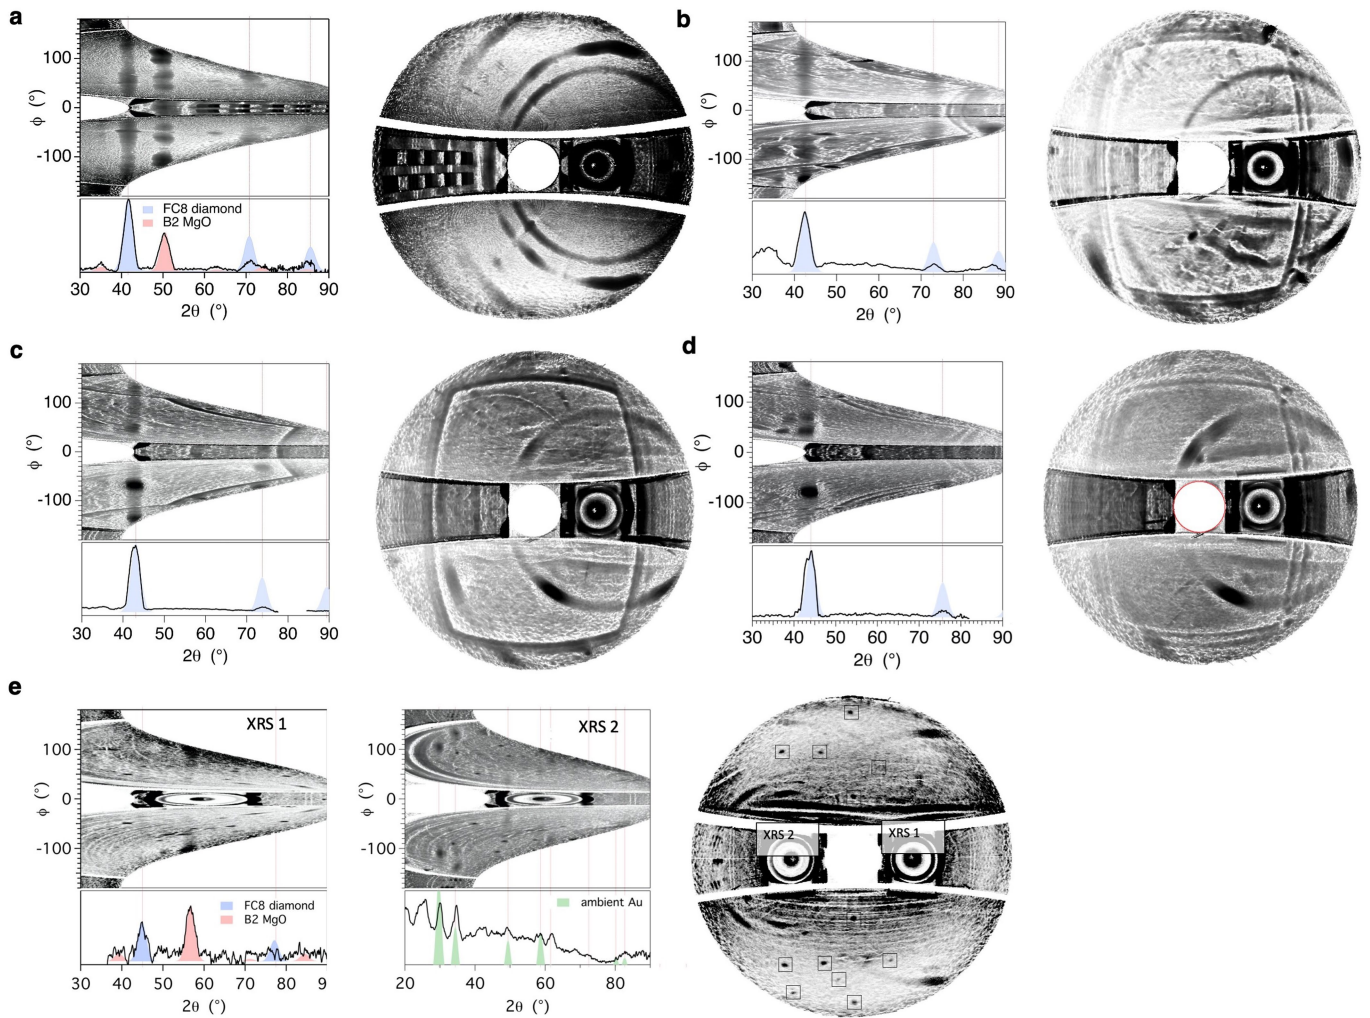 a
100
0
-100
ϕ (°)
FC8 diamond
B2 MgO
30 40 50 60 70 80 90
2θ (°)
b
100
0
-100
ϕ (°)
30 40 50 60 70 80 90
2θ (°)
c
100
0
-100
ϕ (°)
30 40 50 60 70 80 90
2θ (°)
d
100
0
-100
ϕ (°)
30 40 50 60 70 80 90
2θ (°)
e
XRS 1
100
0
-100
ϕ (°)
FC8 diamond
B2 MgO
30 40 50 60 70 80 9
2θ (°)
XRS 2
100
0
-100
ϕ (°)
ambient Au
20 40 60 80
2θ (°)
XRS 2
XRS 1